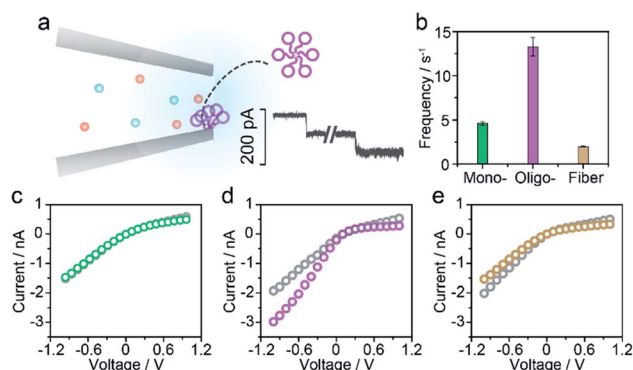 a
200 pA
b
Frequency / s⁻¹
15
10
5
0
Mono- Oligo- Fiber
c
Current / nA
1
0
-1
-2
-3
-1.2 -0.6 0 0.6 1.2
Voltage / V
d
Current / nA
1
0
-1
-2
-3
-1.2 -0.6 0 0.6 1.2
Voltage / V
e
Current / nA
1
0
-1
-2
-3
-1.2 -0.6 0 0.6 1.2
Voltage / V